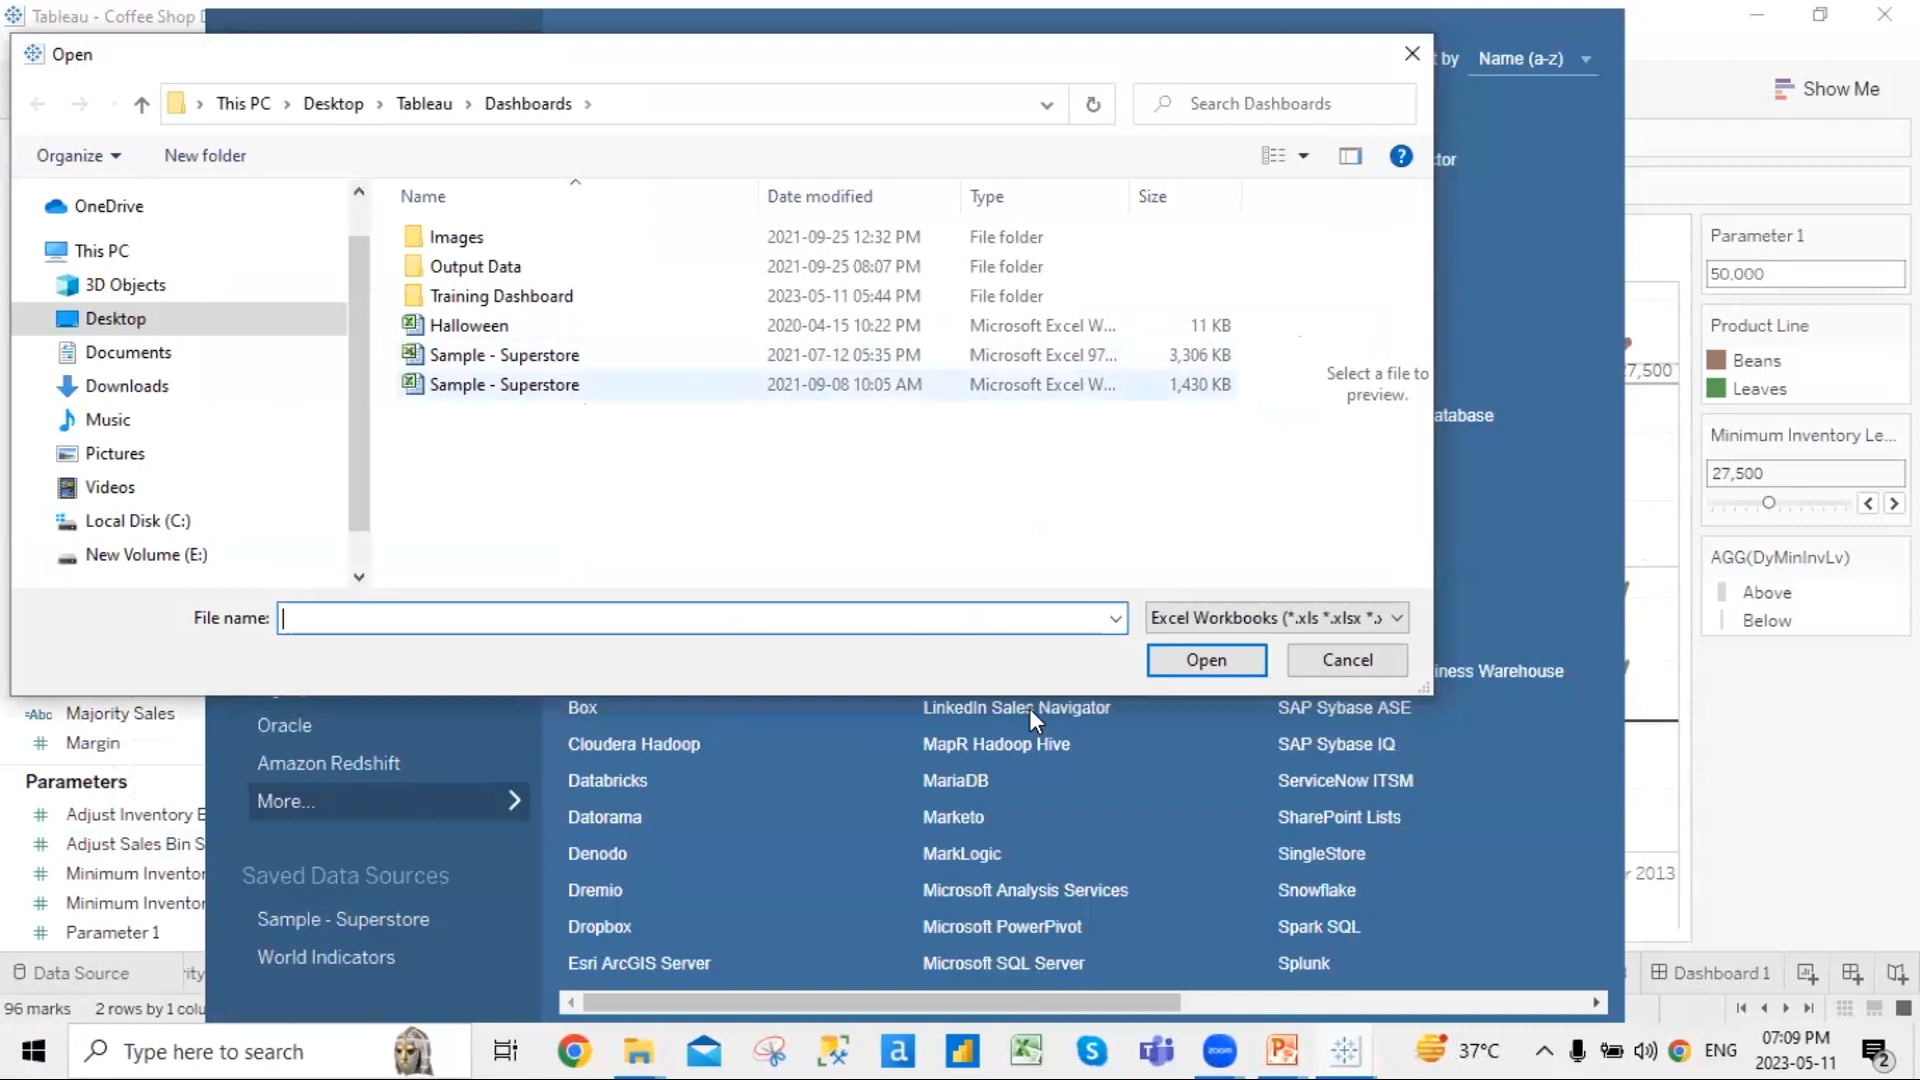 Tableau - Coffee Shop D
Open
t by Name (a-z)
This PC Desktop Tableau Dashboards
Search Dashboards
Show Me
Organize New folder
?
ctor
Name Date modified Type Size
OneDrive
This PC
3D Objects
Desktop
Documents
Downloads
Music
Pictures
Videos
Local Disk (C:)
New Volume (E:)
Images 2021-09-25 12:32 PM File folder
Output Data 2021-09-25 08:07 PM File folder
Training Dashboard 2023-05-11 05:44 PM File folder
Halloween 2020-04-15 10:22 PM Microsoft Excel W... 11 KB
Sample - Superstore 2021-07-12 05:35 PM Microsoft Excel 97... 3,306 KB
Sample - Superstore 2021-09-08 10:05 AM Microsoft Excel W... 1,430 KB
Select a file to
preview.
File name: Excel Workbooks (*.xls *.xlsx *.x
Open Cancel
atabase
iness Warehouse
Parameter 1
50,000
Product Line
Beans
Leaves
27,500
Minimum Inventory Le...
27,500
AGG(DyMinInvLv)
Above
Below
Abc Majority Sales
# Margin
Parameters
# Adjust Inventory B
# Adjust Sales Bin S
# Minimum Inventor
# Minimum Inventor
# Parameter 1
Oracle
Amazon Redshift
More...
Saved Data Sources
Sample - Superstore
World Indicators
Box
Cloudera Hadoop
Databricks
Datorama
Denodo
Dremio
Dropbox
Esri ArcGIS Server
LinkedIn Sales Navigator
MapR Hadoop Hive
MariaDB
Marketo
MarkLogic
Microsoft Analysis Services
Microsoft PowerPivot
Microsoft SQL Server
SAP Sybase ASE
SAP Sybase IQ
ServiceNow ITSM
SharePoint Lists
SingleStore
Snowflake
Spark SQL
Splunk
r 2013
Data Source rity Dashboard 1
96 marks 2 rows by 1 colu
Type here to search
a
S
zoom
37°C
ENG
07:09 PM
2023-05-11
2